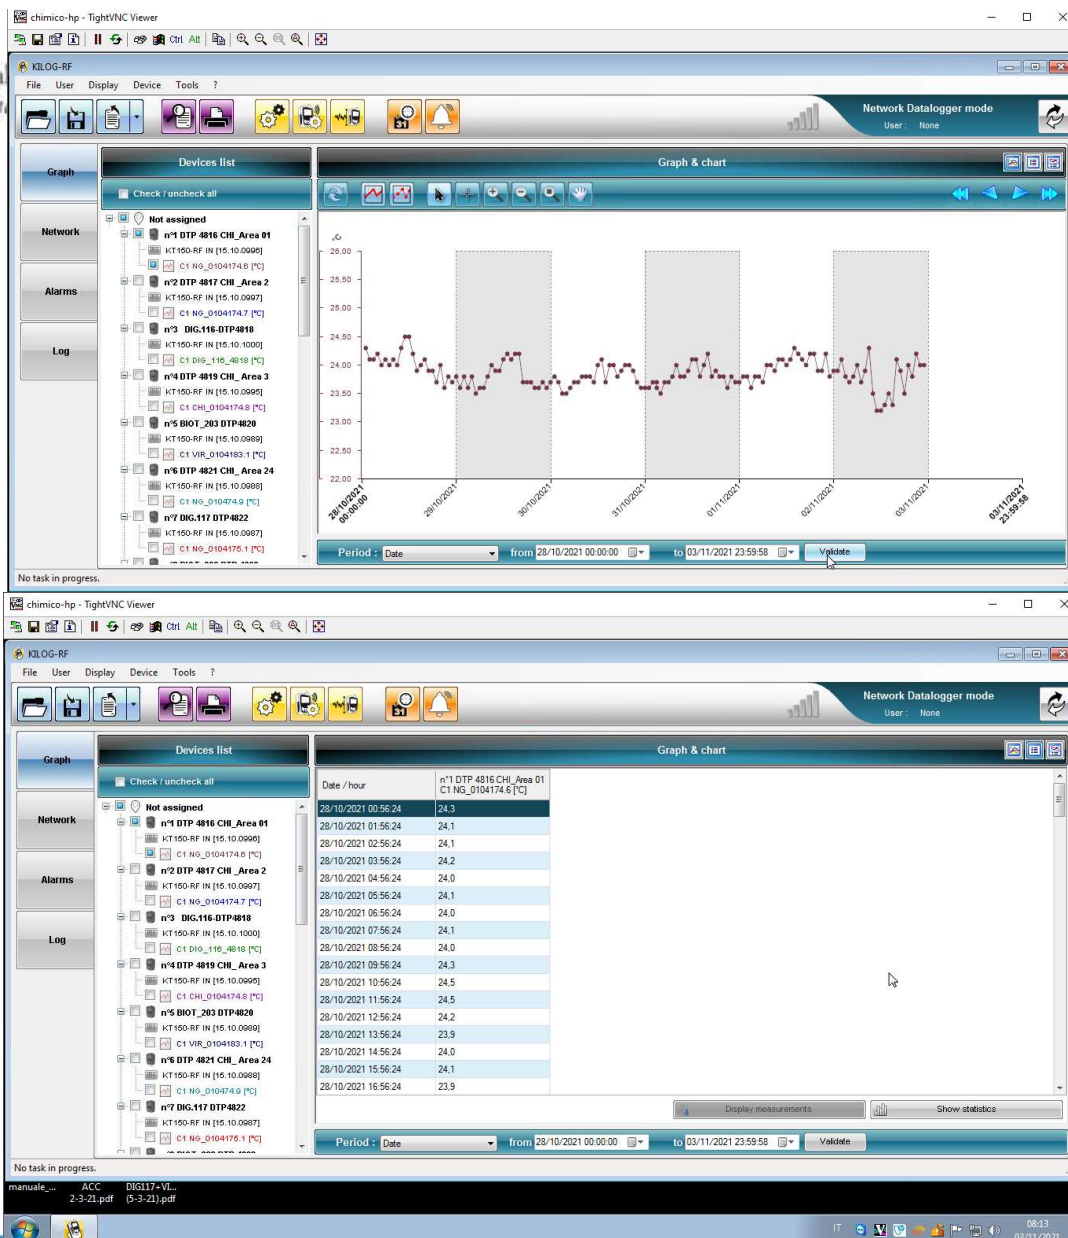 chimico-hp - TightVNC Viewer
Ctrl Alt
KILOG-RF
File User Display Device Tools ?
Network Datalogger mode
User : None
Graph
Network
Alarms
Log
Devices list
Check / uncheck all
Not assigned
n°1 DTP 4816 CHI_Area 01
KT150-RF IN [15.10.0996]
C1 NG_0104174.6 [°C]
n°2 DTP 4817 CHI _Area 2
KT150-RF IN [15.10.0997]
C1 NG_0104174.7 [°C]
n°3 DIG.116-DTP4818
KT150-RF IN [15.10.1000]
C1 DIG_116_4818 [°C]
n°4 DTP 4819 CHI_ Area 3
KT150-RF IN [15.10.0995]
C1 CHI_0104174.8 [°C]
n°5 BIOT_203 DTP4820
KT150-RF IN [15.10.0989]
C1 VIR_0104183.1 [°C]
n°6 DTP 4821 CHI_ Area 24
KT150-RF IN [15.10.0988]
C1 NG_010474.9 [°C]
n°7 DIG.117 DTP4822
KT150-RF IN [15.10.0987]
C1 NG_0104175.1 [°C]
Graph & chart
°C
26,00
25,50
25,00
24,50
24,00
23,50
23,00
22,50
22,00
28/10/2021
00:00:00
29/10/2021
30/10/2021
31/10/2021
01/11/2021
02/11/2021
03/11/2021
03/11/2021
23:59:58
Period : Date from 28/10/2021 00:00:00 to 03/11/2021 23:59:58 Validate
No task in progress.
chimico-hp - TightVNC Viewer
Ctrl Alt
KILOG-RF
File User Display Device Tools ?
Network Datalogger mode
User : None
Graph
Network
Alarms
Log
Devices list
Check / uncheck all
Not assigned
n°1 DTP 4816 CHI_Area 01
KT150-RF IN [15.10.0996]
C1 NG_0104174.6 [°C]
n°2 DTP 4817 CHI _Area 2
KT150-RF IN [15.10.0997]
C1 NG_0104174.7 [°C]
n°3 DIG.116-DTP4818
KT150-RF IN [15.10.1000]
C1 DIG_116_4818 [°C]
n°4 DTP 4819 CHI_ Area 3
KT150-RF IN [15.10.0995]
C1 CHI_0104174.8 [°C]
n°5 BIOT_203 DTP4820
KT150-RF IN [15.10.0989]
C1 VIR_0104183.1 [°C]
n°6 DTP 4821 CHI_ Area 24
KT150-RF IN [15.10.0988]
C1 NG_010474.9 [°C]
n°7 DIG.117 DTP4822
KT150-RF IN [15.10.0987]
C1 NG_0104175.1 [°C]
Graph & chart
Date / hour
n°1 DTP 4816 CHI_Area 01
C1 NG_0104174.6 [°C]
28/10/2021 00:56:24 24,3
28/10/2021 01:56:24 24,1
28/10/2021 02:56:24 24,1
28/10/2021 03:56:24 24,2
28/10/2021 04:56:24 24,0
28/10/2021 05:56:24 24,1
28/10/2021 06:56:24 24,0
28/10/2021 07:56:24 24,1
28/10/2021 08:56:24 24,0
28/10/2021 09:56:24 24,3
28/10/2021 10:56:24 24,5
28/10/2021 11:56:24 24,5
28/10/2021 12:56:24 24,2
28/10/2021 13:56:24 23,9
28/10/2021 14:56:24 24,0
28/10/2021 15:56:24 24,1
28/10/2021 16:56:24 23,9
Display measurements Show statistics
Period : Date from 28/10/2021 00:00:00 to 03/11/2021 23:59:58 Validate
No task in progress.
manuale_... ACC DIG117+VI...
2-3-21.pdf (5-3-21).pdf
IT 08:13
03/11/2021